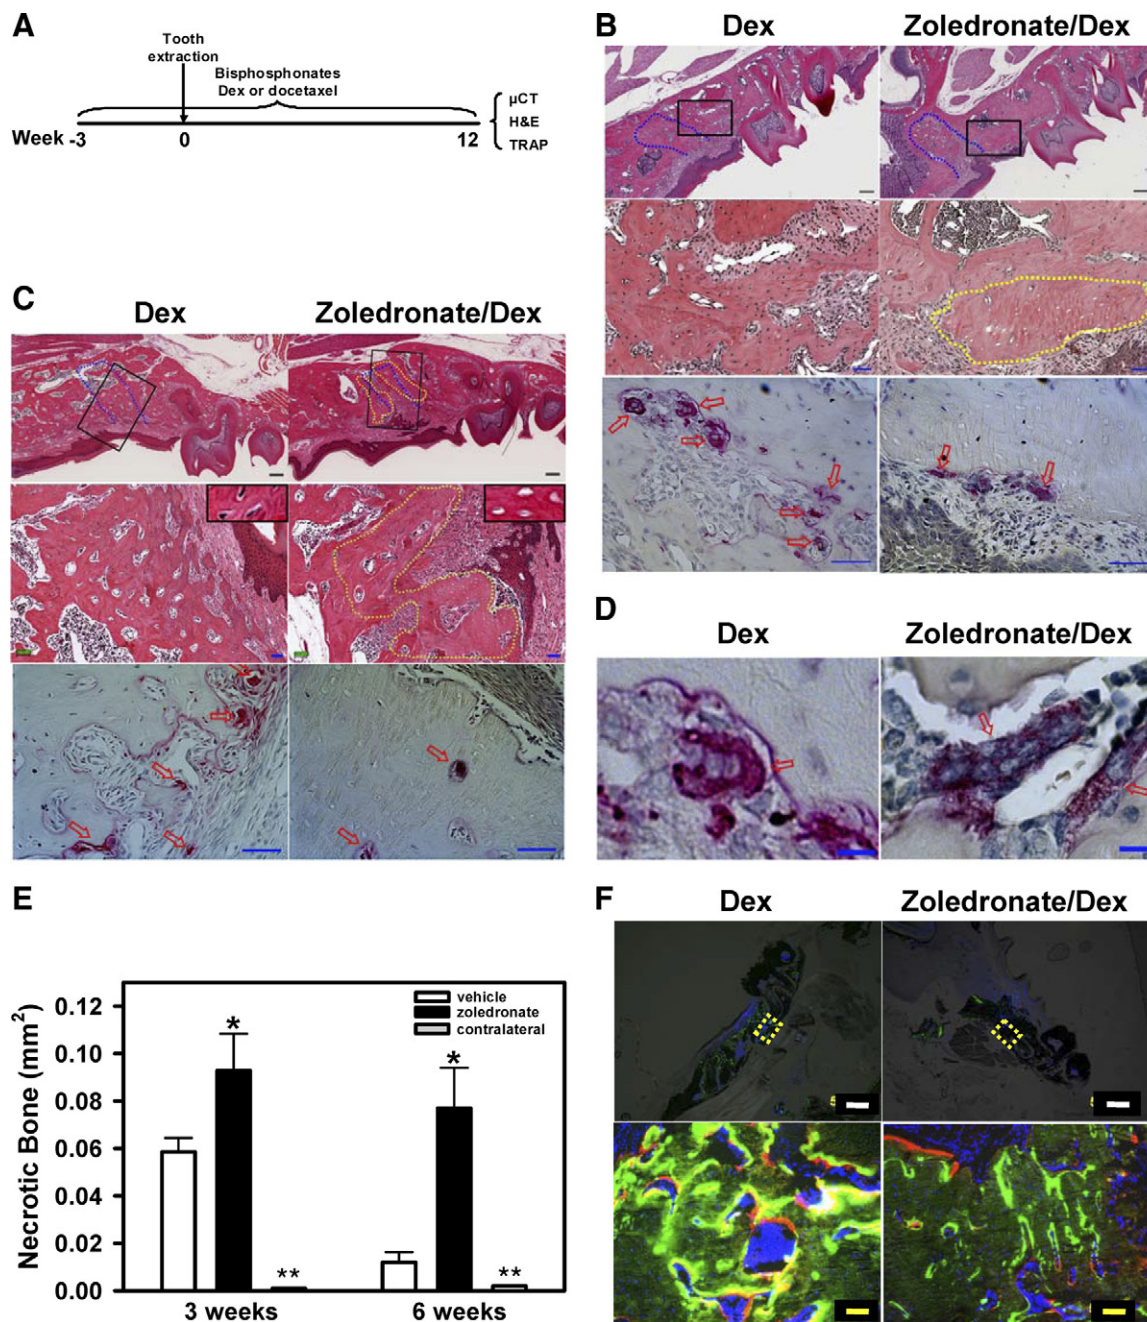 A
Tooth
extraction
Bisphosphonates
Dex or docetaxel
µCT
H&E
TRAP
Week -3
0
12
B
Dex
Zoledronate/Dex
C
Dex
Zoledronate/Dex
D
Dex
Zoledronate/Dex
E
Necrotic Bone (mm²)
0.12
0.10
0.08
0.06
0.04
0.02
0.00
vehicle
zoledronate
contralateral
*
**
*
**
3 weeks
6 weeks
F
Dex
Zoledronate/Dex